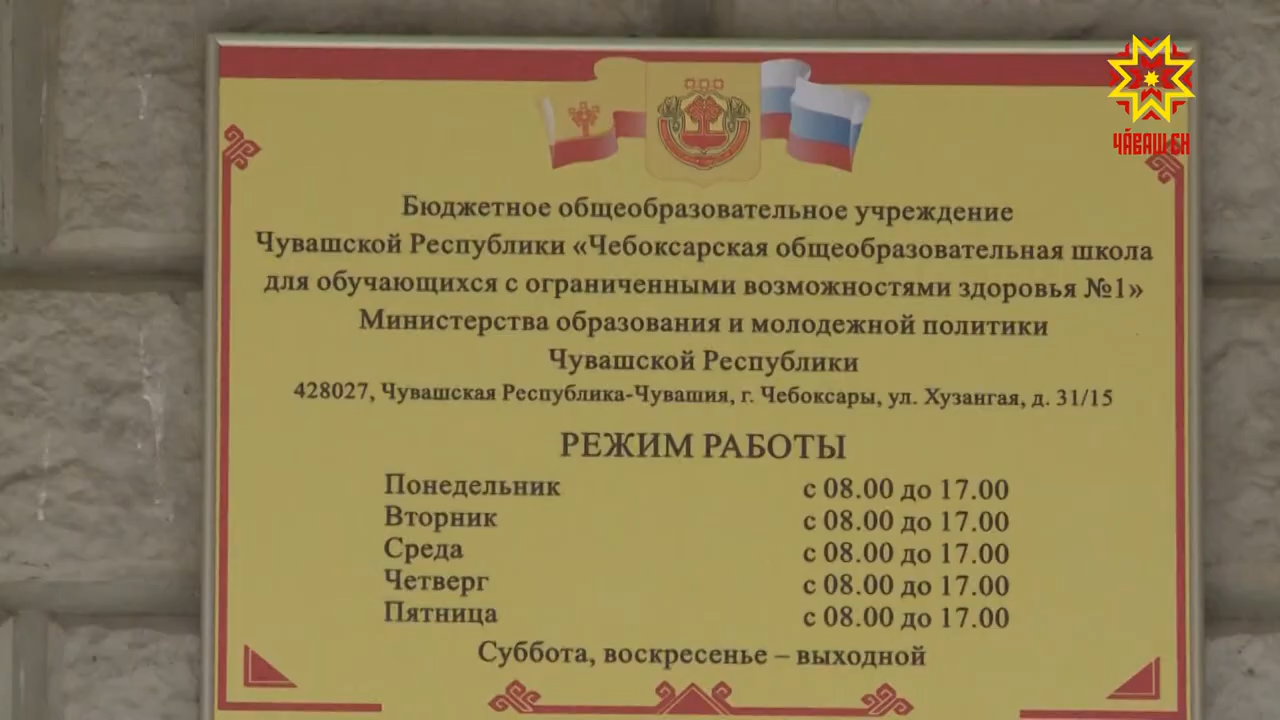 ЧӐВАШ ЕН
Бюджетное общеобразовательное учреждение
Чувашской Республики «Чебоксарская общеобразовательная школа
для обучающихся с ограниченными возможностями здоровья №1»
Министерства образования и молодежной политики
Чувашской Республики
428027, Чувашская Республика-Чувашия, г. Чебоксары, ул. Хузангая, д. 31/15
РЕЖИМ РАБОТЫ
Понедельник с 08.00 до 17.00
Вторник с 08.00 до 17.00
Среда с 08.00 до 17.00
Четверг с 08.00 до 17.00
Пятница с 08.00 до 17.00
Суббота, воскресенье – выходной